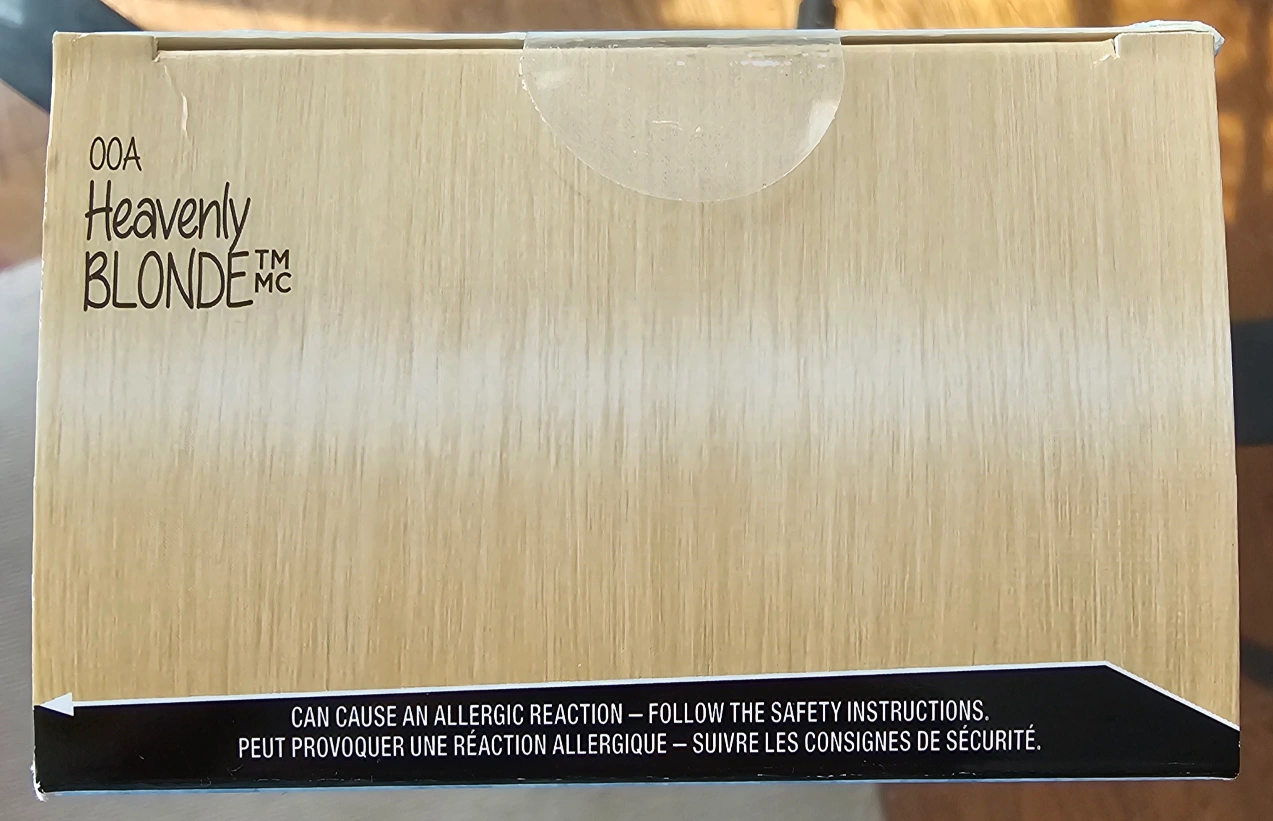 00A
Heavenly
BLONDE™
MC
CAN CAUSE AN ALLERGIC REACTION – FOLLOW THE SAFETY INSTRUCTIONS.
PEUT PROVOQUER UNE RÉACTION ALLERGIQUE – SUIVRE LES CONSIGNES DE SÉCURITÉ.